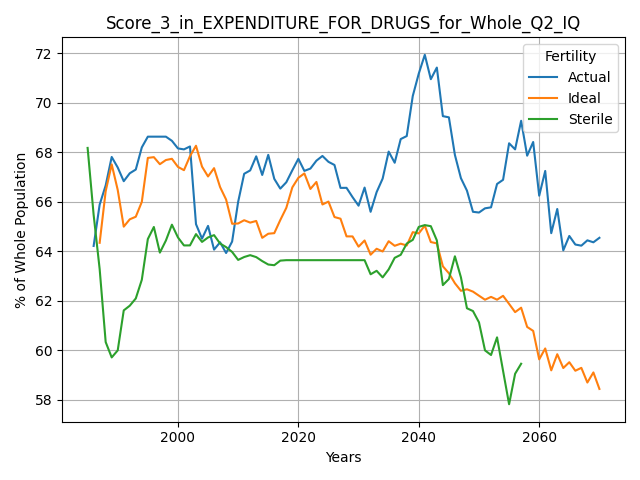 Score_3_in_EXPENDITURE_FOR_DRUGS_for_Whole_Q2_IQ
Fertility
Actual
Ideal
Sterile
% of Whole Population
72
70
68
66
64
62
60
58
2000
2020
2040
2060
Years